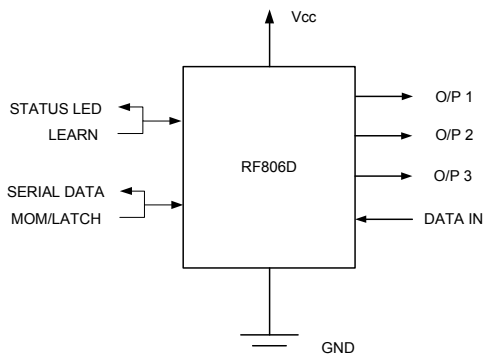 Vcc
STATUS LED
LEARN
SERIAL DATA
MOM/LATCH
RF806D
O/P 1
O/P 2
O/P 3
DATA IN
GND